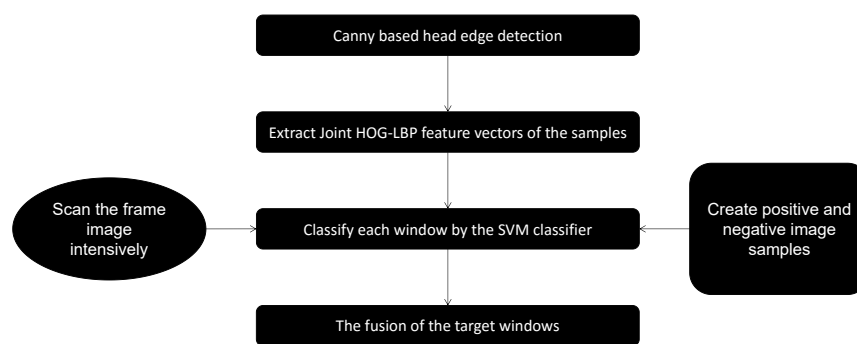 Canny based head edge detection
Extract Joint HOG-LBP feature vectors of the samples
Scan the frame
image
intensively
Classify each window by the SVM classifier
Create positive and
negative image
samples
The fusion of the target windows